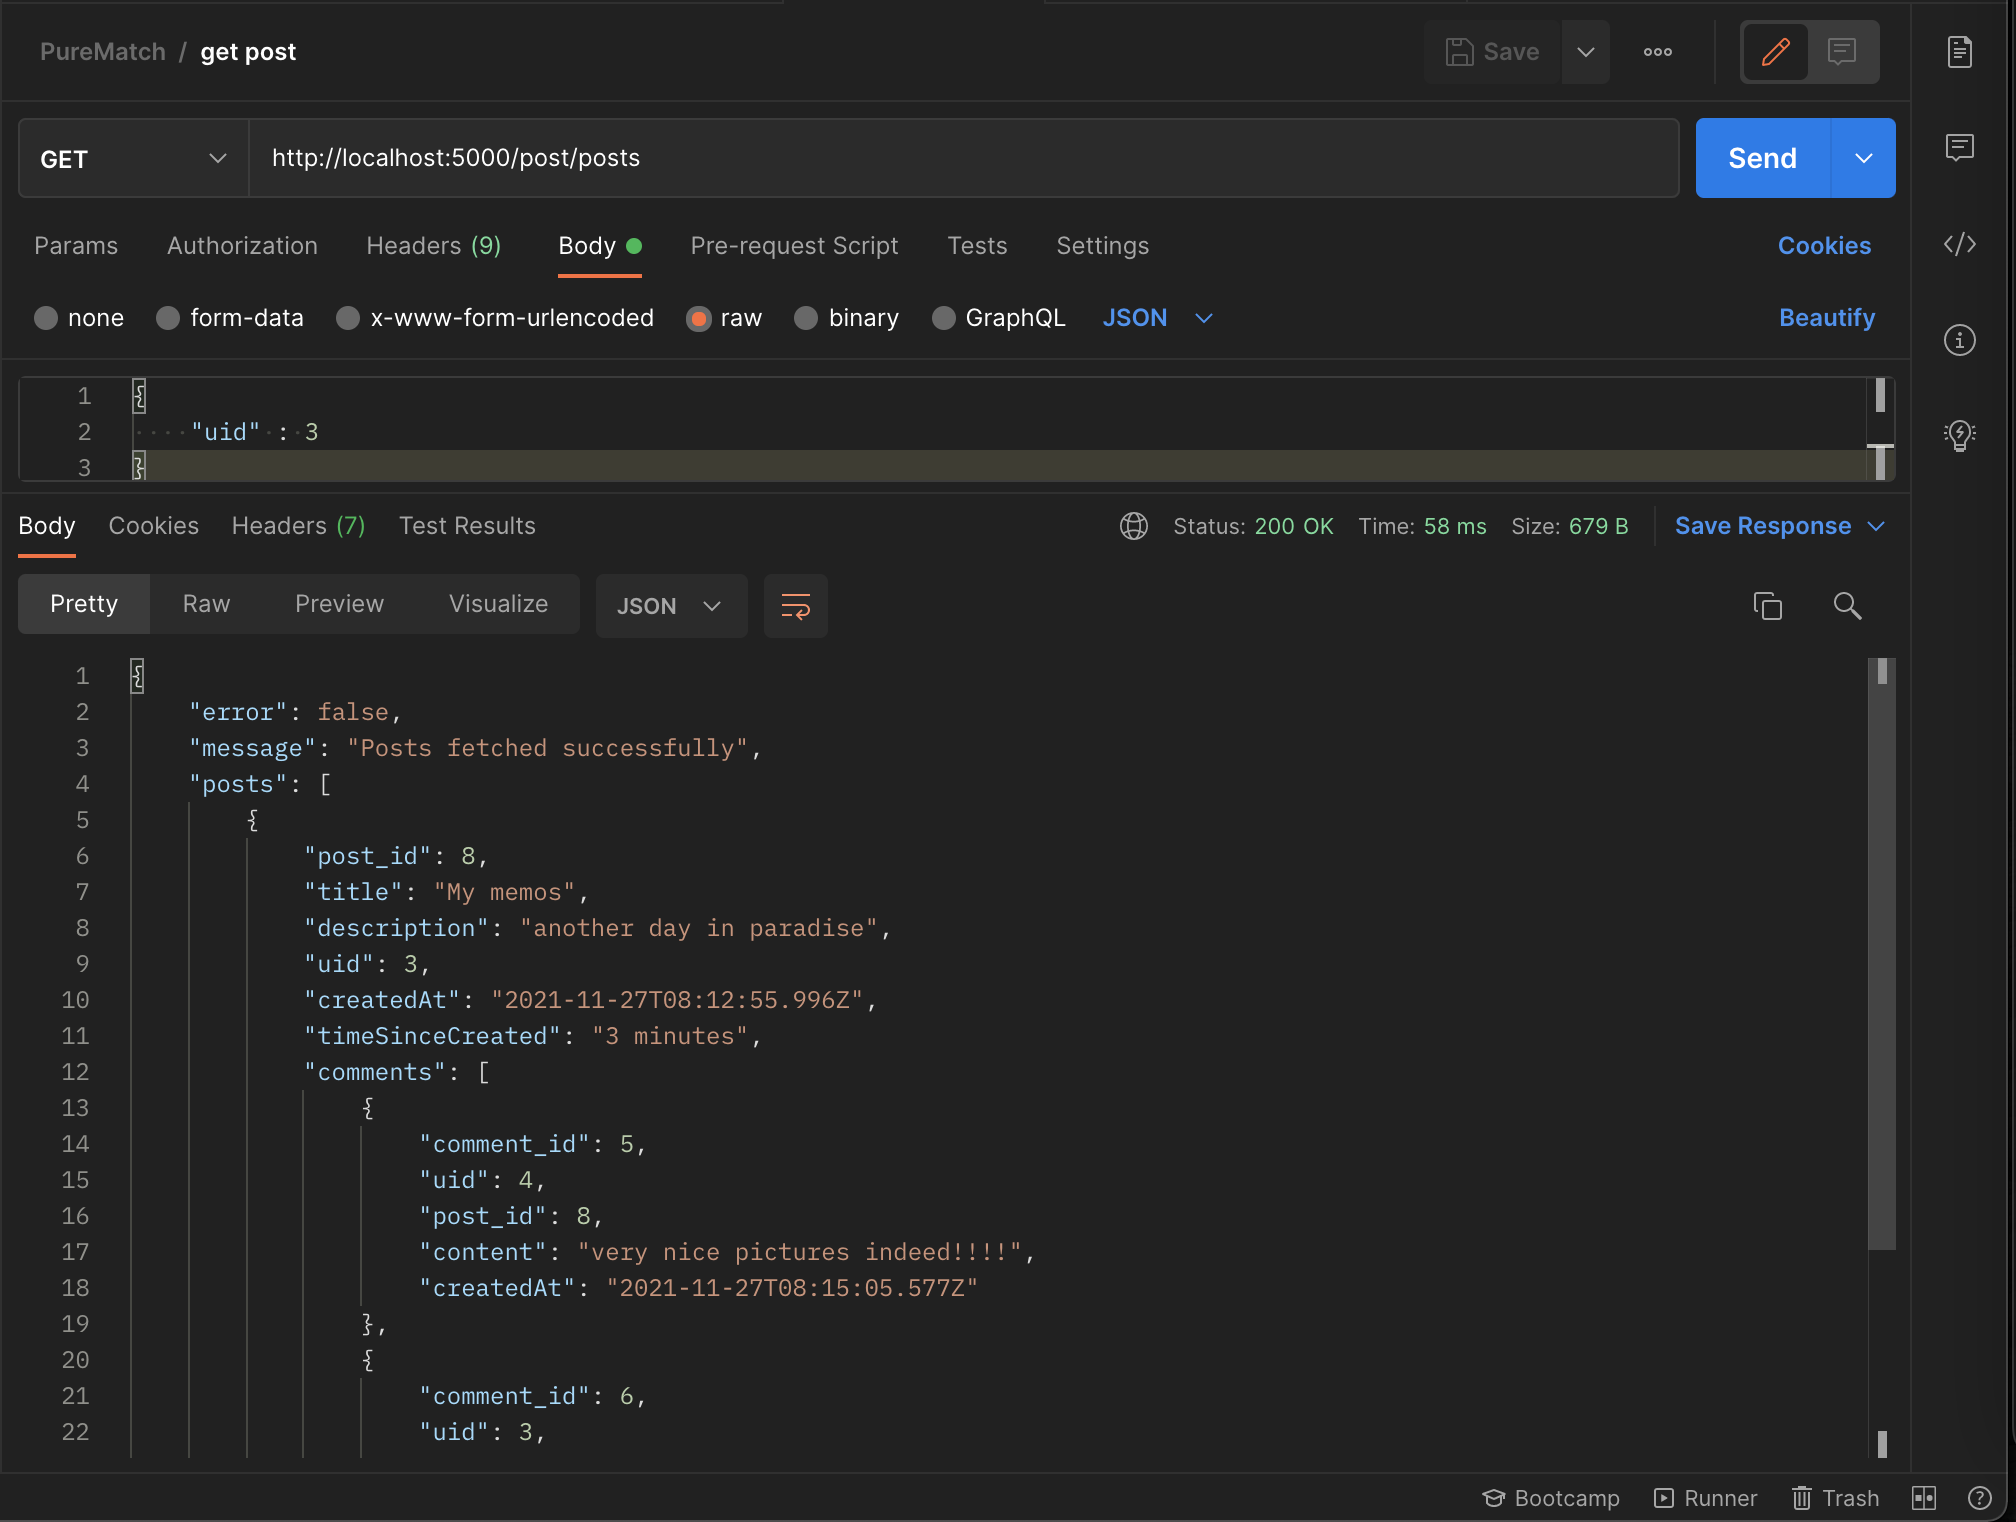 PureMatch / get post
Save
GET http://localhost:5000/post/posts Send
Params Authorization Headers (9) Body Pre-request Script Tests Settings Cookies
none form-data x-www-form-urlencoded raw binary GraphQL JSON Beautify
1 {
2 "uid" : 3
3 }
Body Cookies Headers (7) Test Results Status: 200 OK Time: 58 ms Size: 679 B Save Response
Pretty Raw Preview Visualize JSON
1 {
2 "error": false,
3 "message": "Posts fetched successfully",
4 "posts": [
5 {
6 "post_id": 8,
7 "title": "My memos",
8 "description": "another day in paradise",
9 "uid": 3,
10 "createdAt": "2021-11-27T08:12:55.996Z",
11 "timeSinceCreated": "3 minutes",
12 "comments": [
13 {
14 "comment_id": 5,
15 "uid": 4,
16 "post_id": 8,
17 "content": "very nice pictures indeed!!!!",
18 "createdAt": "2021-11-27T08:15:05.577Z"
19 },
20 {
21 "comment_id": 6,
22 "uid": 3,
Bootcamp Runner Trash